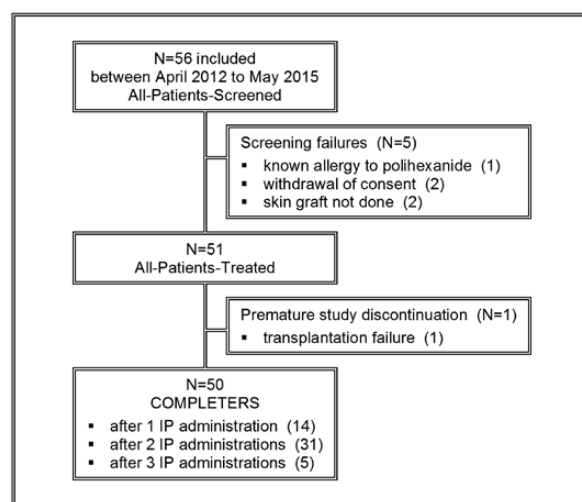 N=56 included
between April 2012 to May 2015
All-Patients-Screened
Screening failures (N=5)
▪ known allergy to polihexanide (1)
▪ withdrawal of consent (2)
▪ skin graft not done (2)
N=51
All-Patients-Treated
Premature study discontinuation (N=1)
▪ transplantation failure (1)
N=50
COMPLETERS
▪ after 1 IP administration (14)
▪ after 2 IP administrations (31)
▪ after 3 IP administrations (5)